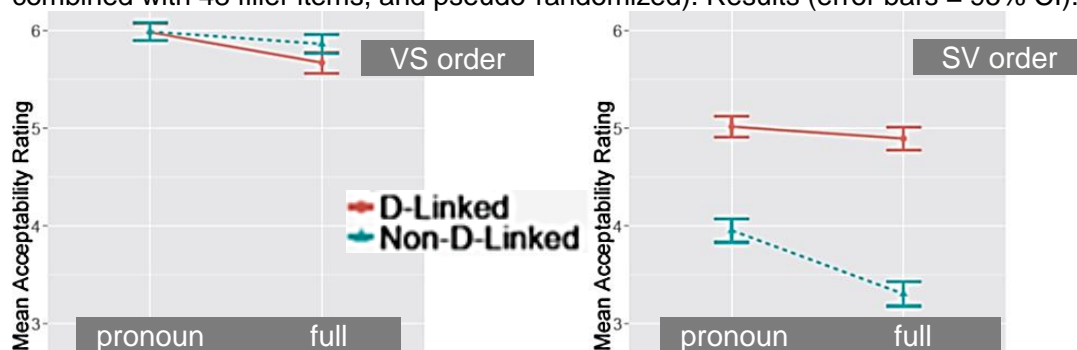 combined with 48 filler items, and pseudo-randomized). Results (error bars = 95% CI):
6
5
4
3
Mean Acceptability Rating
VS order
pronoun full
D-Linked
Non-D-Linked
6
5
4
3
Mean Acceptability Rating
SV order
pronoun full